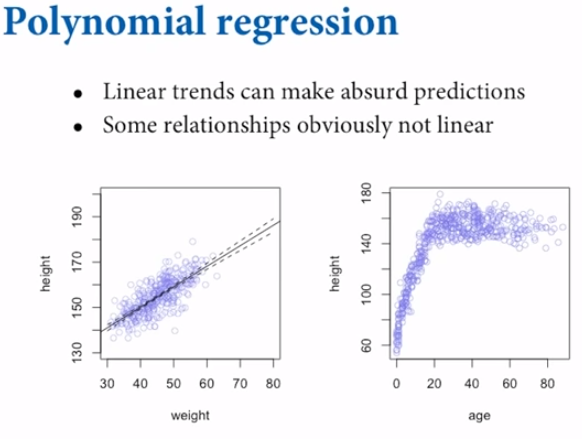 Polynomial regression
• Linear trends can make absurd predictions
• Some relationships obviously not linear
height
130 150 170 190
30 40 50 60 70 80
weight
height
60 100 140 180
0 20 40 60 80
age